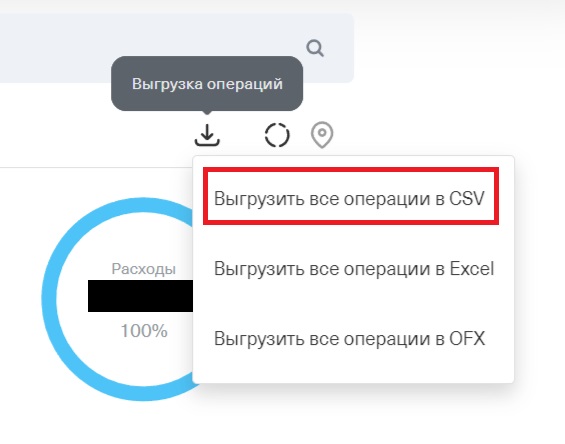 Выгрузка операций
Выгрузить все операции в CSV
Расходы
Выгрузить все операции в Excel
100%
Выгрузить все операции в OFX